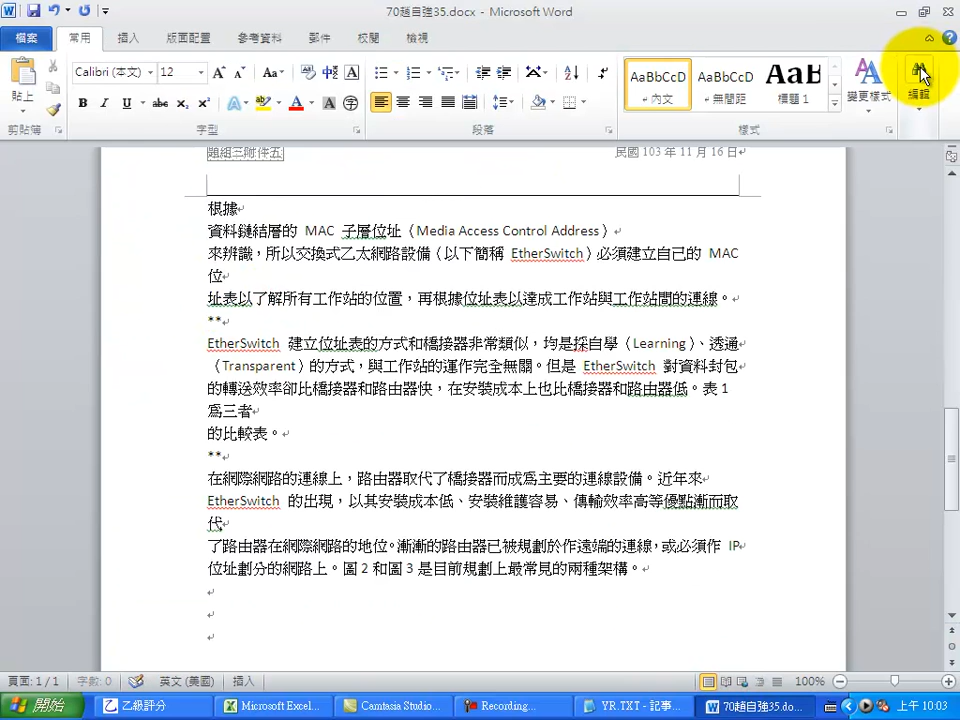 70趙自強35.docx - Microsoft Word
檔案 常用 插入 版面配置 參考資料 郵件 校閱 檢視
Calibri (本文) 12
貼上 AaBbCcD AaBbCcD AaBb 變更樣式 編輯
內文 無間距 標題 1
剪貼簿 字型 段落 樣式
題組三附件五 民國 103 年 11 月 16 日
根據
資料鏈結層的 MAC 子層位址（Media Access Control Address）
來辨識，所以交換式乙太網路設備（以下簡稱 EtherSwitch）必須建立自己的 MAC
位
址表以了解所有工作站的位置，再根據位址表以達成工作站與工作站間的連線。
**
EtherSwitch 建立位址表的方式和橋接器非常類似，均是採自學（Learning）、透通
（Transparent）的方式，與工作站的運作完全無關。但是 EtherSwitch 對資料封包
的轉送效率卻比橋接器和路由器快，在安裝成本上也比橋接器和路由器低。表 1
為三者
的比較表。
**
在網際網路的連線上，路由器取代了橋接器而成為主要的連線設備。近年來
EtherSwitch 的出現，以其安裝成本低、安裝維護容易、傳輸效率高等優點漸而取
代
了路由器在網際網路的地位。漸漸的路由器已被規劃於作遠端的連線，或必須作 IP
位址劃分的網路上。圖 2 和圖 3 是目前規劃上最常見的兩種架構。
頁面: 1/1 字數: 0 英文 (美國) 插入 100%
開始 乙級評分 Microsoft Excel... Camtasia Studio... Recording... YR.TXT - 記事... 70趙自強35.do... 上午 10:03